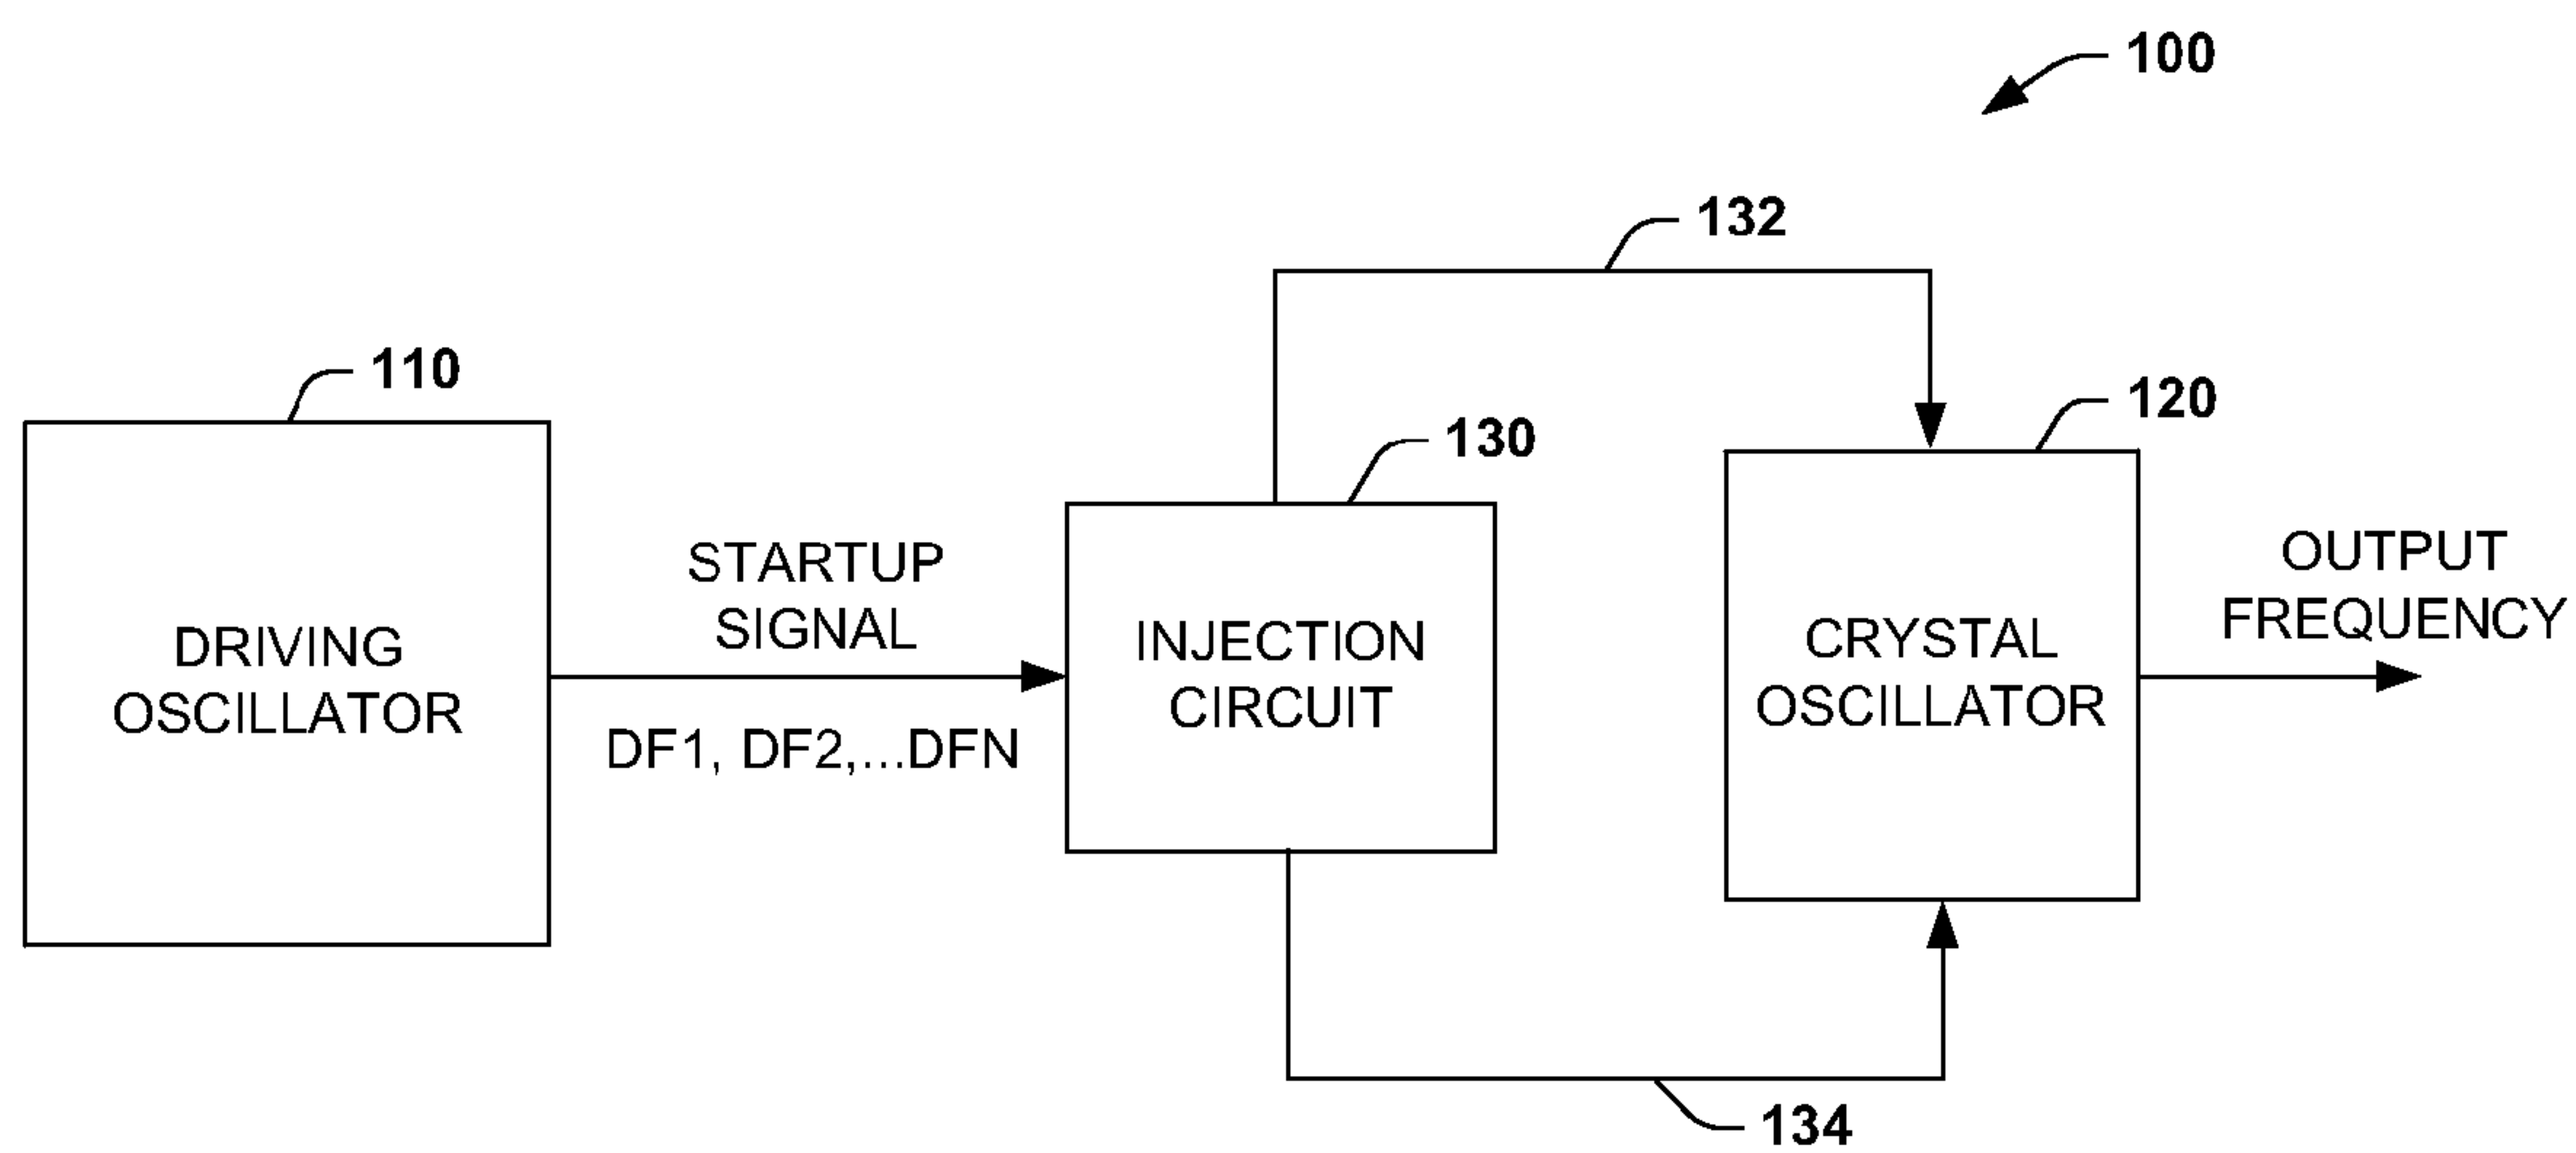 100
132
110
120
130
STARTUP
SIGNAL
OUTPUT
FREQUENCY
DRIVING
OSCILLATOR
INJECTION
CIRCUIT
CRYSTAL
OSCILLATOR
DF1, DF2,...DFN
134